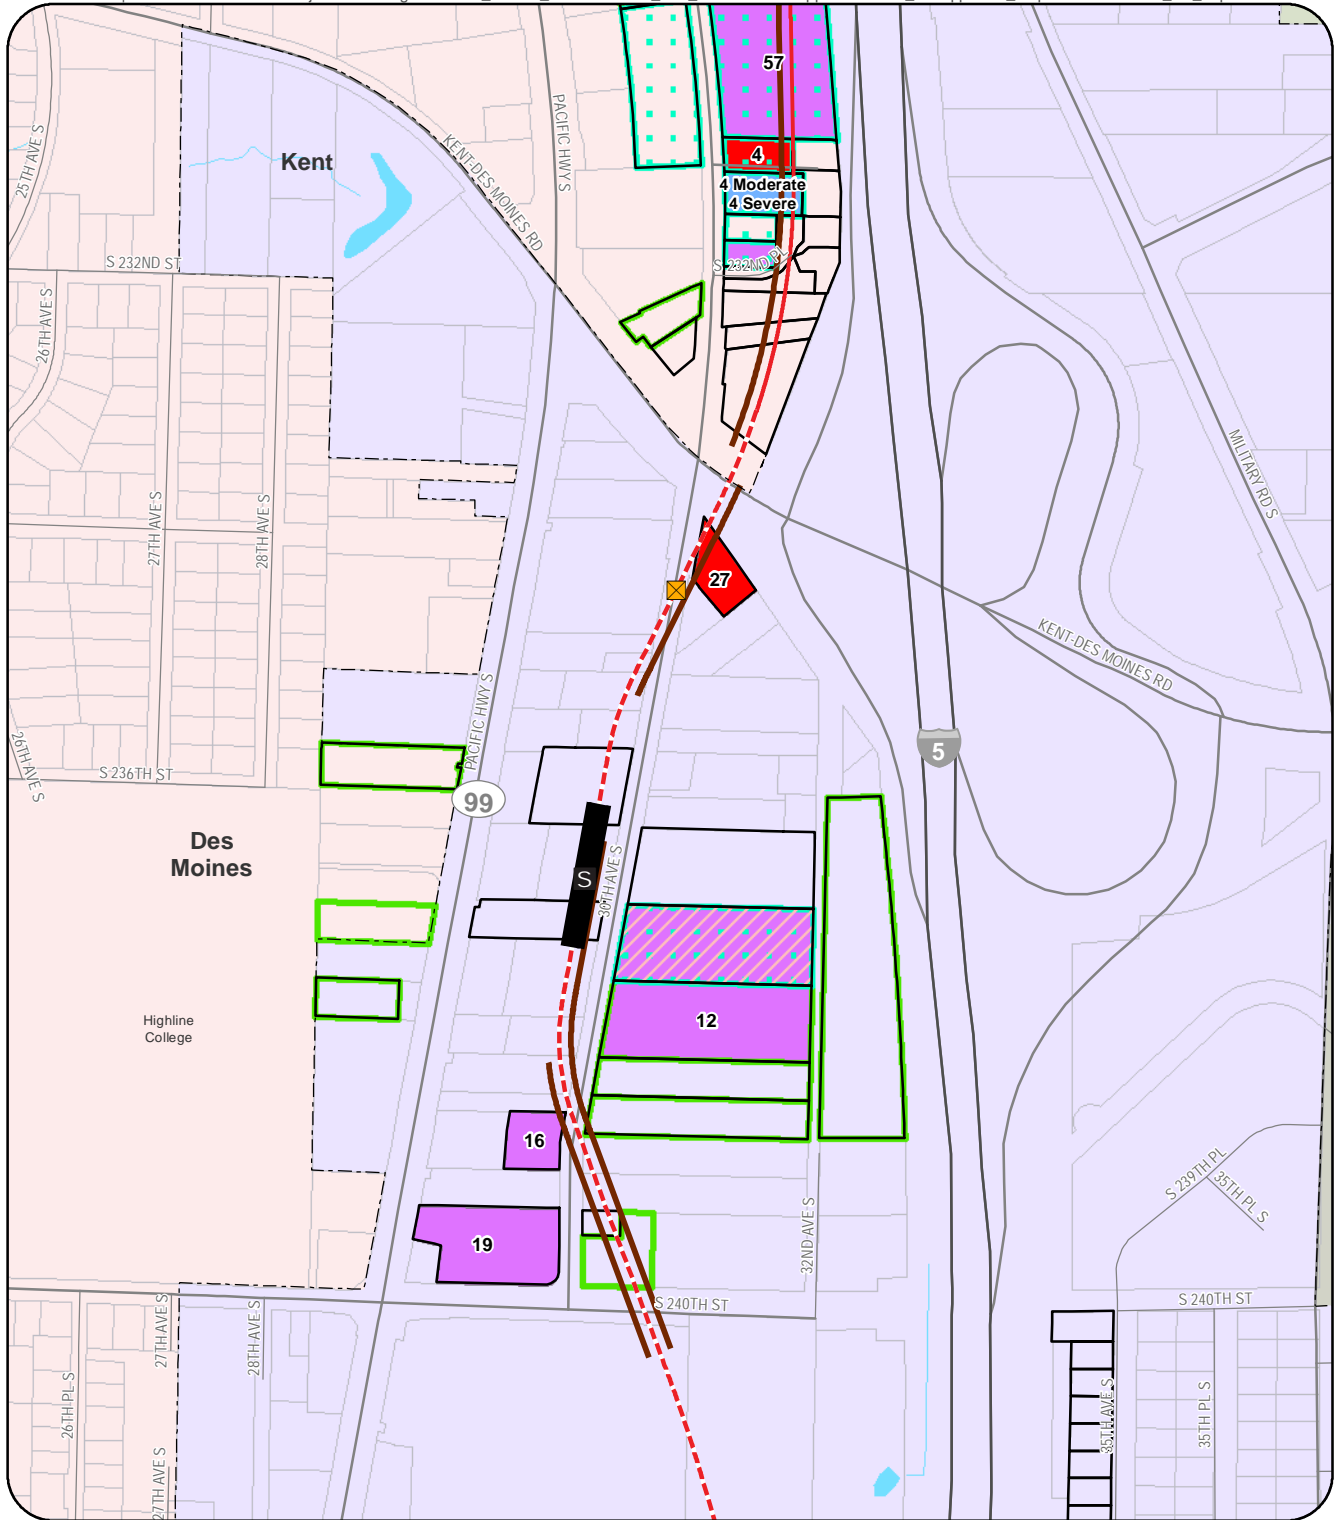 57
4
4 Moderate
4 Severe
S 232ND PL
PACIFIC HWY S
KENT-DES MOINES RD
Kent
25TH AVE S
S 232ND ST
26TH AVE S
27TH AVE S
28TH AVE S
MILITARY RD S
27
KENT-DES MOINES RD
PACIFIC HWY S
26TH AVE S
S 236TH ST
5
99
Des
Moines
S
30TH AVE S
12
Highline
College
16
19
32ND AVE S
S 239TH PL
35TH PL S
S 240TH ST
S 240TH ST
27TH AVE S
28TH AVE S
26TH PL S
27TH AVE S
35TH AVE S
35TH PL S